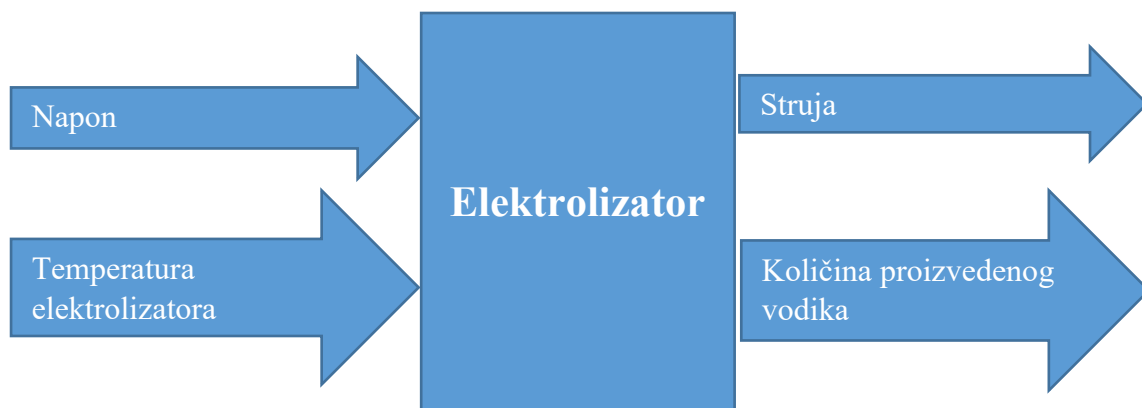 Napon
Temperatura
elektrolizatora
Elektrolizator
Struja
Količina proizvedenog
vodika